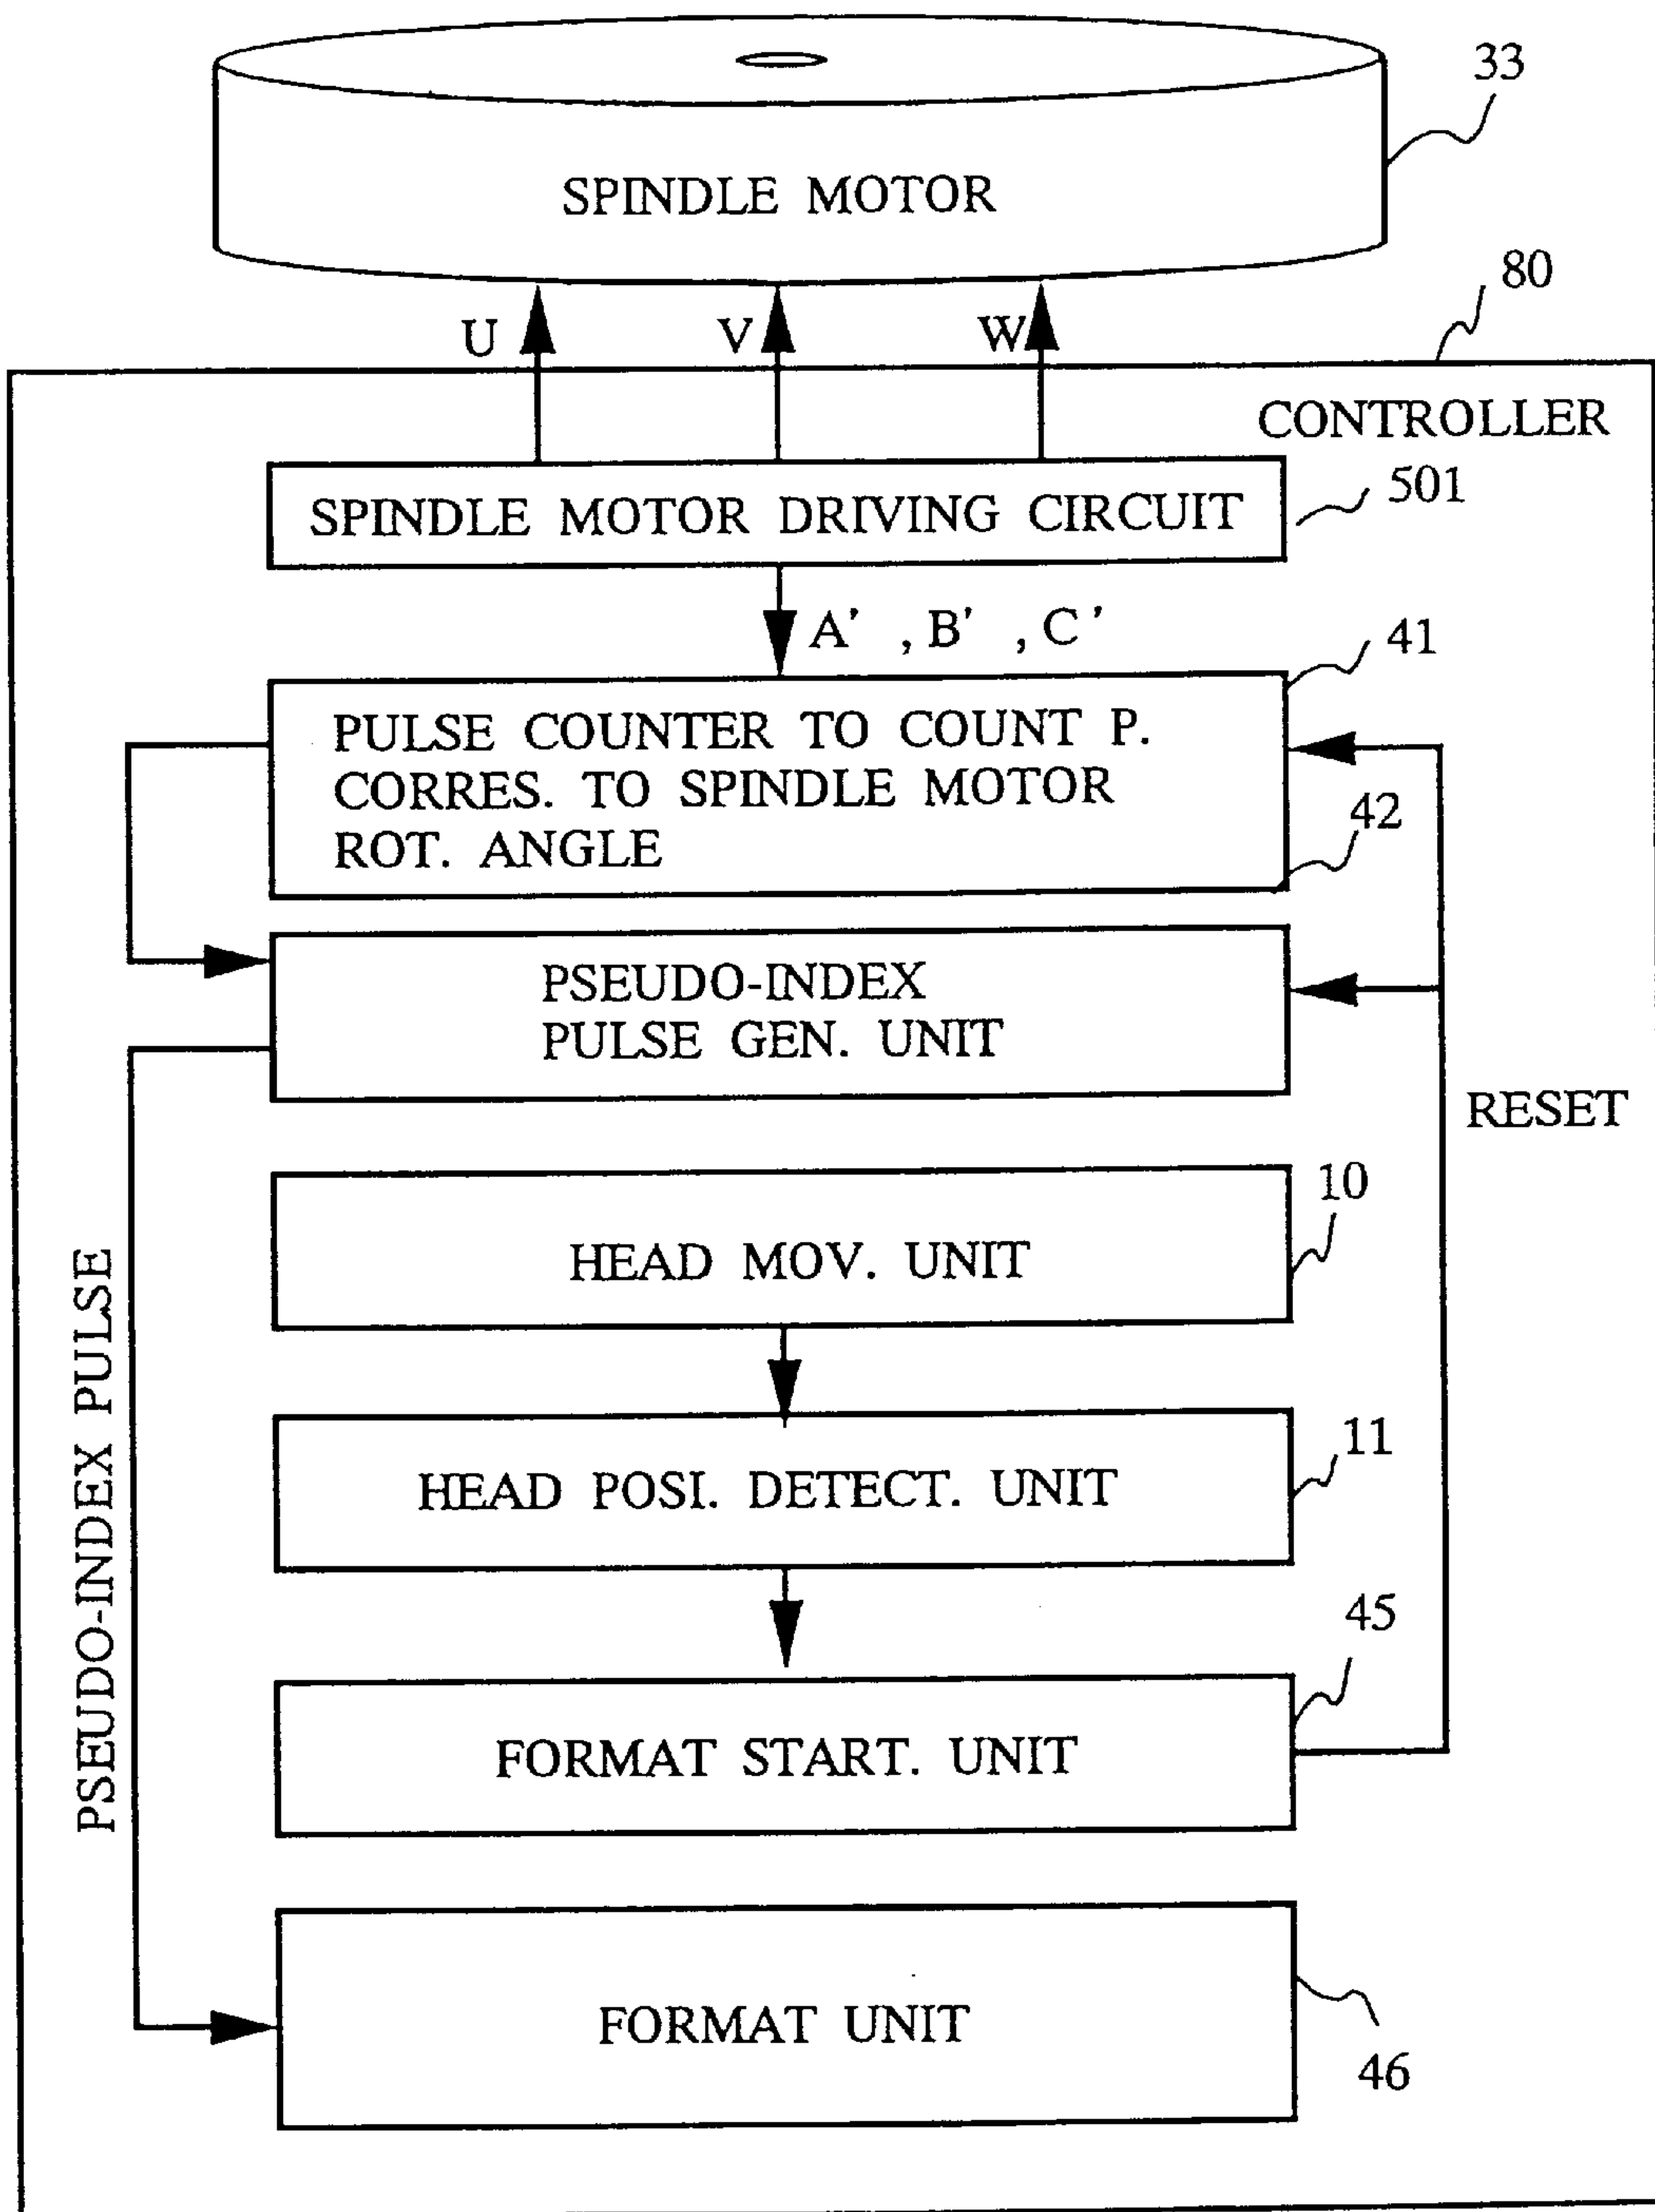 33
SPINDLE MOTOR
80
U V W
CONTROLLER
501
SPINDLE MOTOR DRIVING CIRCUIT
A' , B' , C'
41
PULSE COUNTER TO COUNT P.
CORRES. TO SPINDLE MOTOR
ROT. ANGLE
42
PSEUDO-INDEX
PULSE GEN. UNIT
RESET
10
HEAD MOV. UNIT
PSEUDO-INDEX PULSE
11
HEAD POSI. DETECT. UNIT
45
FORMAT START. UNIT
FORMAT UNIT
46